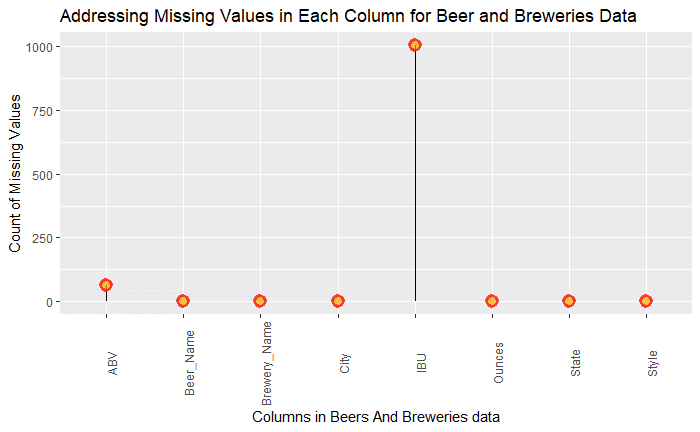 Addressing Missing Values in Each Column for Beer and Breweries Data
Count of Missing Values
1000
750
500
250
0
ABV
Beer_Name
Brewery_Name
City
IBU
Ounces
State
Style
Columns in Beers And Breweries data